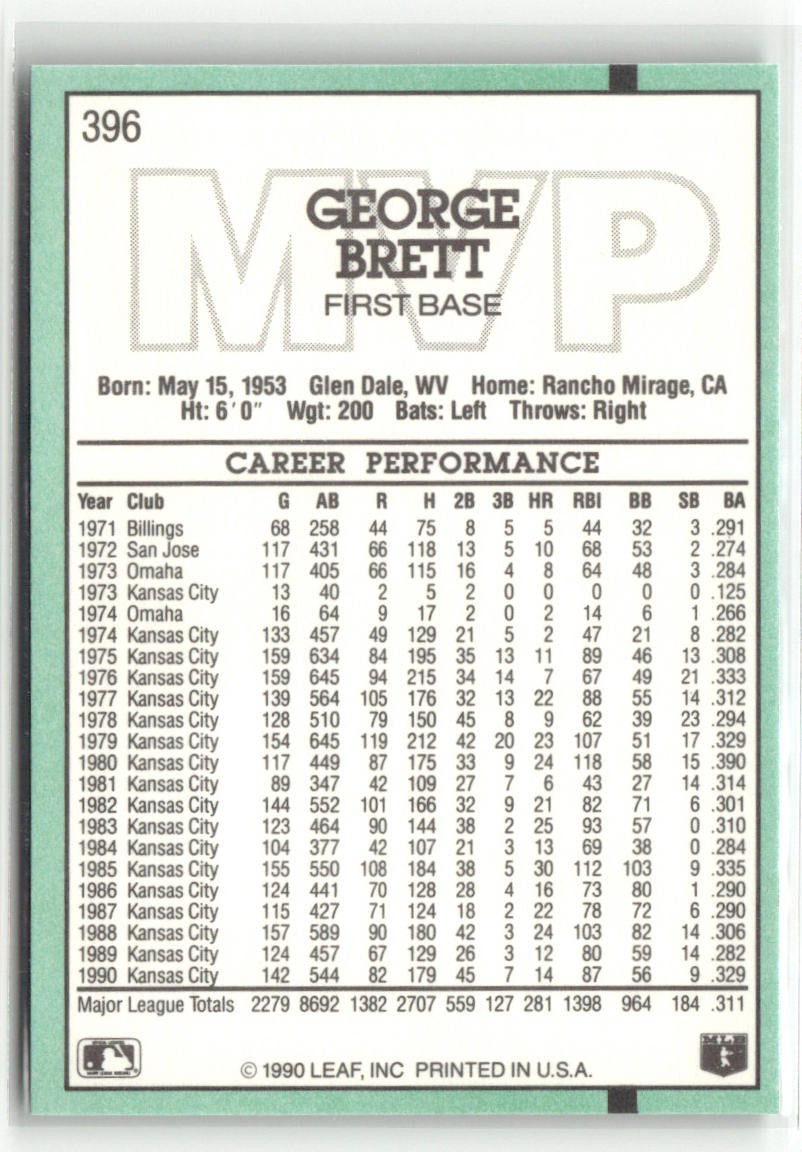 396
MVP
GEORGE
BRETT
FIRST BASE
Born: May 15, 1953 Glen Dale, WV Home: Rancho Mirage, CA
Ht: 6′0″ Wgt: 200 Bats: Left Throws: Right
CAREER PERFORMANCE
Year Club G AB R H 2B 3B HR RBI BB SB BA
1971 Billings 68 258 44 75 8 5 5 44 32 3 .291
1972 San Jose 117 431 66 118 13 5 10 68 53 2 .274
1973 Omaha 117 405 66 115 16 4 8 64 48 3 .284
1973 Kansas City 13 40 2 5 2 0 0 0 0 0 .125
1974 Omaha 16 64 9 17 2 0 2 14 6 1 .266
1974 Kansas City 133 457 49 129 21 5 2 47 21 8 .282
1975 Kansas City 159 634 84 195 35 13 11 89 46 13 .308
1976 Kansas City 159 645 94 215 34 14 7 67 49 21 .333
1977 Kansas City 139 564 105 176 32 13 22 88 55 14 .312
1978 Kansas City 128 510 79 150 45 8 9 62 39 23 .294
1979 Kansas City 154 645 119 212 42 20 23 107 51 17 .329
1980 Kansas City 117 449 87 175 33 9 24 118 58 15 .390
1981 Kansas City 89 347 42 109 27 7 6 43 27 14 .314
1982 Kansas City 144 552 101 166 32 9 21 82 71 6 .301
1983 Kansas City 123 464 90 144 38 2 25 93 57 0 .310
1984 Kansas City 104 377 42 107 21 3 13 69 38 0 .284
1985 Kansas City 155 550 108 184 38 5 30 112 103 9 .335
1986 Kansas City 124 441 70 128 28 4 16 73 80 1 .290
1987 Kansas City 115 427 71 124 18 2 22 78 72 6 .290
1988 Kansas City 157 589 90 180 42 3 24 103 82 14 .306
1989 Kansas City 124 457 67 129 26 3 12 80 59 14 .282
1990 Kansas City 142 544 82 179 45 7 14 87 56 9 .329
Major League Totals 2279 8692 1382 2707 559 127 281 1398 964 184 .311
MLB
© 1990 LEAF, INC PRINTED IN U.S.A.